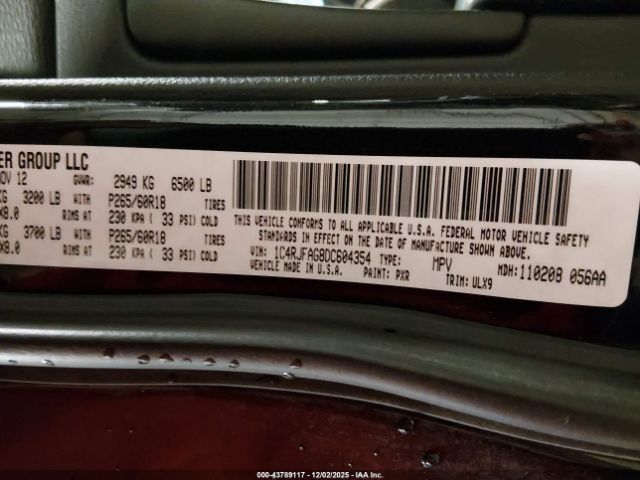 ER GROUP LLC
OV 12 GVWR: 2949 KG 6500 LB
KG 3200 LB P265/60R18 TIRES
X8.0 RIMS AT 230 KPA ( 33 PSI) COLD
KG 3700 LB P265/60R18 TIRES
X8.0 RIMS AT 230 KPA ( 33 PSI) COLD
THIS VEHICLE CONFORMS TO ALL APPLICABLE U.S.A. FEDERAL MOTOR VEHICLE SAFETY
STANDARDS IN EFFECT ON THE DATE OF MANUFACTURE SHOWN ABOVE.
VIN: 1C4RJFAG8DC604354 TYPE: MPV MDH: 110208 056AA
VEHICLE MADE IN U.S.A. PAINT: PXR TRIM: ULX9
000-43789117 - 12/02/2025 - IAA Inc.